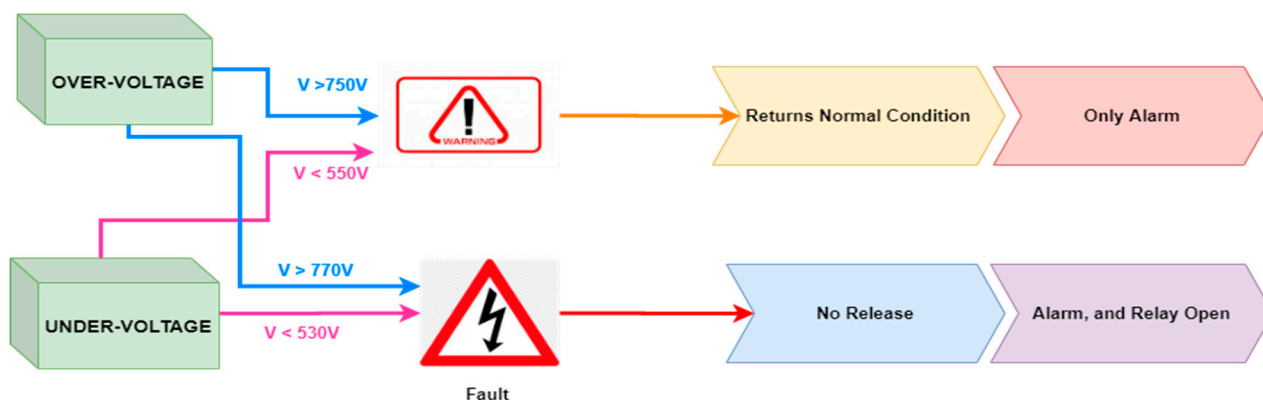 OVER-VOLTAGE
V >750V
WARNING
Returns Normal Condition
Only Alarm
V < 550V
UNDER-VOLTAGE
V > 770V
V < 530V
Fault
No Release
Alarm, and Relay Open